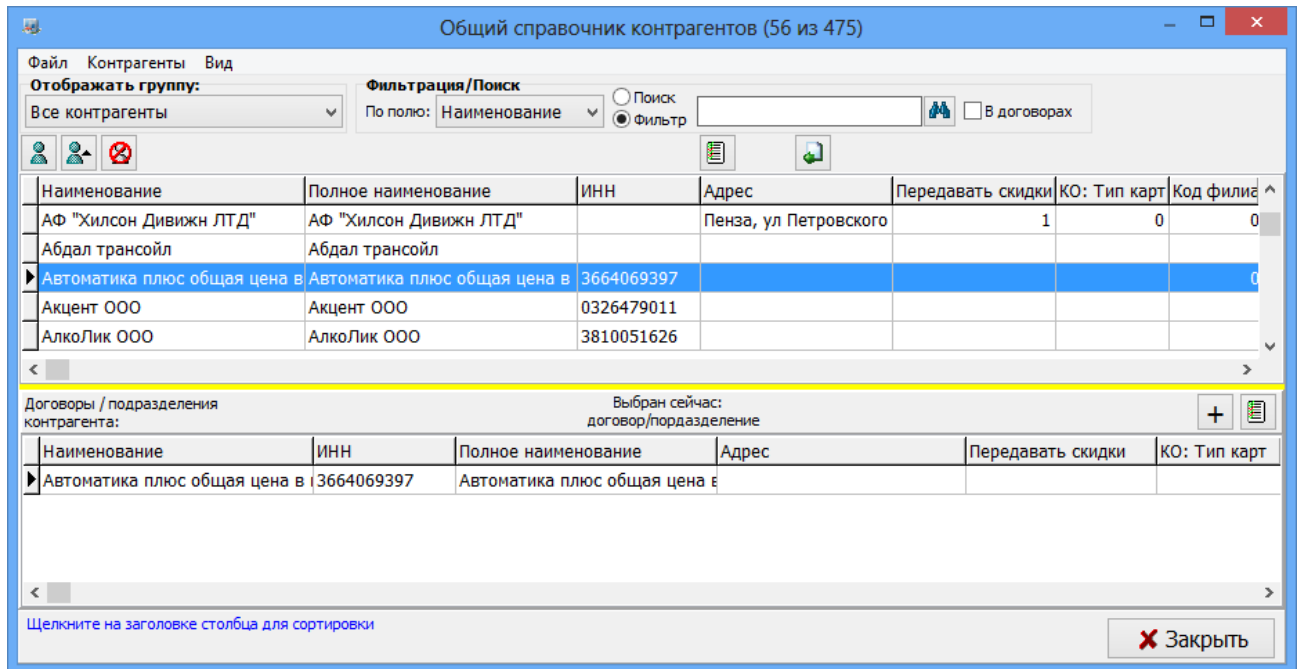 Общий справочник контрагентов (56 из 475)
Файл Контрагенты Вид
Отображать группу: Фильтрация/Поиск
Все контрагенты По полю: Наименование Поиск Фильтр В договорах
Наименование Полное наименование ИНН Адрес Передавать скидки КО: Тип карт Код филиа
АФ "Хилсон Дивижн ЛТД" АФ "Хилсон Дивижн ЛТД" Пенза, ул Петровского 1 0 0
Абдал трансойл Абдал трансойл
Автоматика плюс общая цена в Автоматика плюс общая цена в 3664069397 0
Акцент ООО Акцент ООО 0326479011
АлкоЛик ООО АлкоЛик ООО 3810051626
Договоры / подразделения
контрагента:
Выбран сейчас:
договор/пордазделение
Наименование ИНН Полное наименование Адрес Передавать скидки КО: Тип карт
Автоматика плюс общая цена в 3664069397 Автоматика плюс общая цена в
Щелкните на заголовке столбца для сортировки
Закрыть